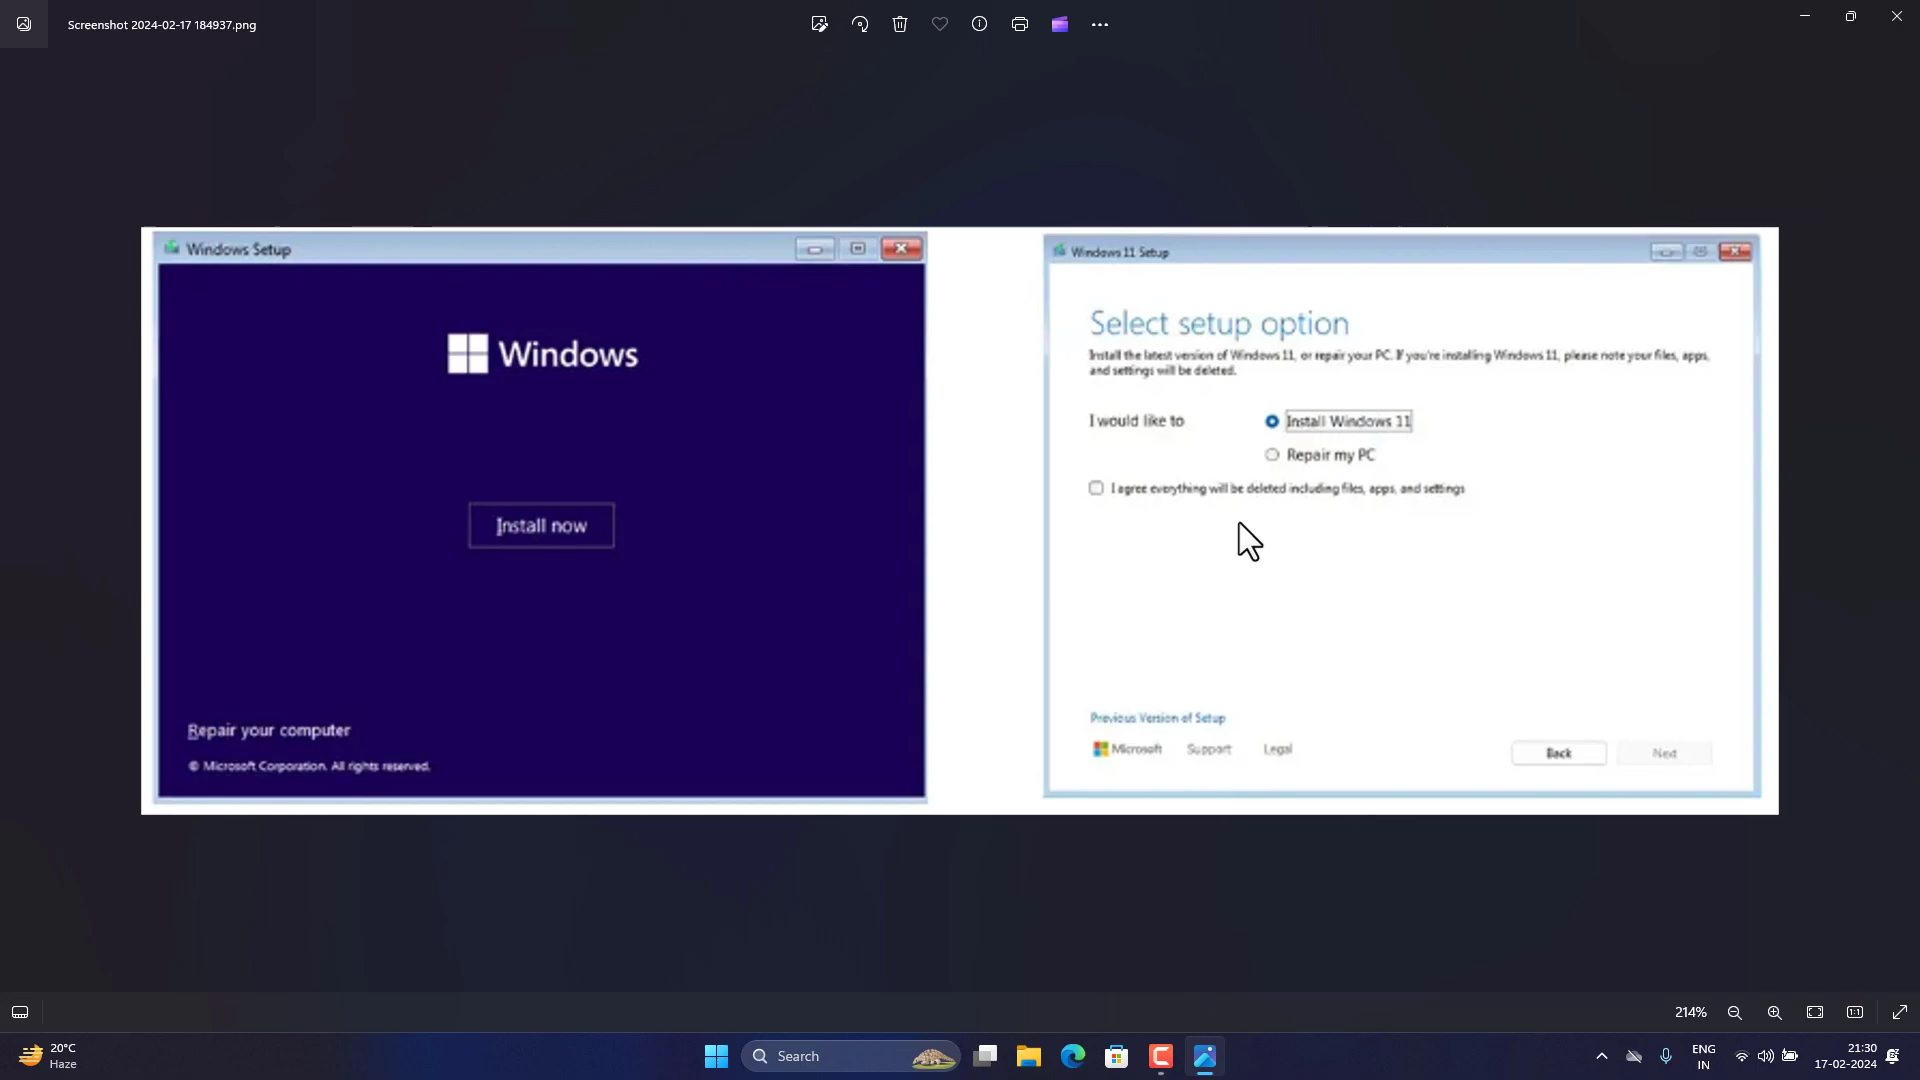 Screenshot 2024-02-17 184937.png
Windows Setup
Windows
Install now
Repair your computer
© Microsoft Corporation. All rights reserved.
Windows 11 Setup
Select setup option
Install the latest version of Windows 11, or repair your PC. If you're installing Windows 11, please note your files, apps,
and settings will be deleted.
I would like to
Install Windows 11
Repair my PC
I agree everything will be deleted including files, apps, and settings
Previous Version of Setup
Microsoft Support Legal
Back Next
214%
1:1
20°C
Haze
Search
ENG
IN
21:30
17-02-2024